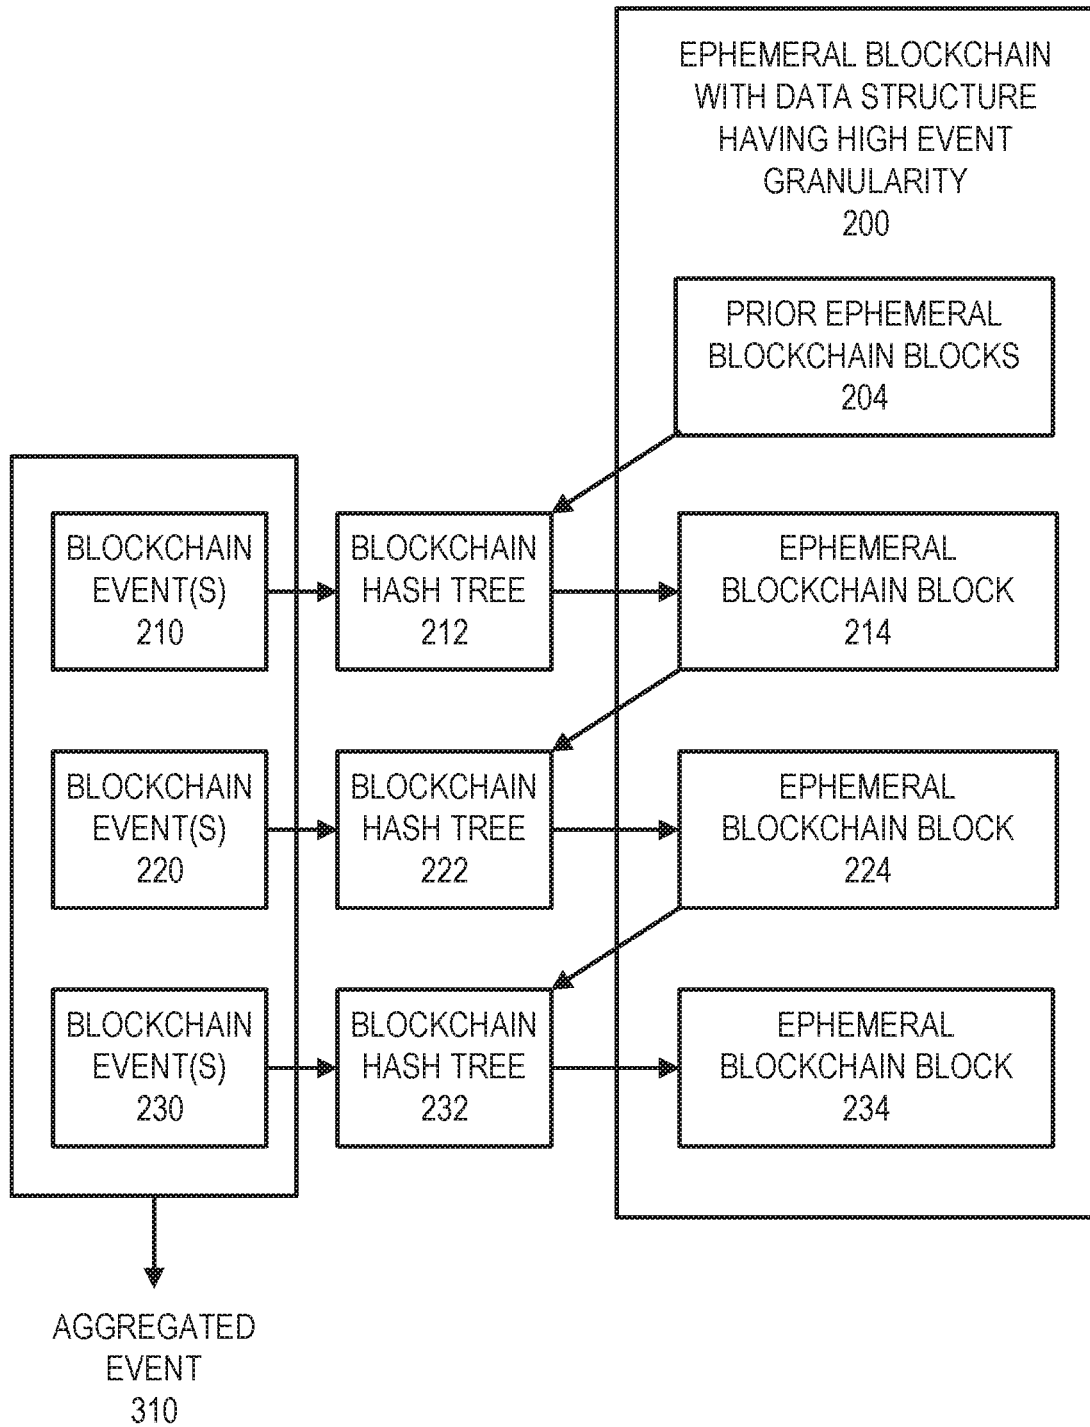 EPHEMERAL BLOCKCHAIN
WITH DATA STRUCTURE
HAVING HIGH EVENT
GRANULARITY
200
PRIOR EPHEMERAL
BLOCKCHAIN BLOCKS
204
BLOCKCHAIN
EVENT(S)
210
BLOCKCHAIN
HASH TREE
212
EPHEMERAL
BLOCKCHAIN BLOCK
214
BLOCKCHAIN
EVENT(S)
220
BLOCKCHAIN
HASH TREE
222
EPHEMERAL
BLOCKCHAIN BLOCK
224
BLOCKCHAIN
EVENT(S)
230
BLOCKCHAIN
HASH TREE
232
EPHEMERAL
BLOCKCHAIN BLOCK
234
AGGREGATED
EVENT
310